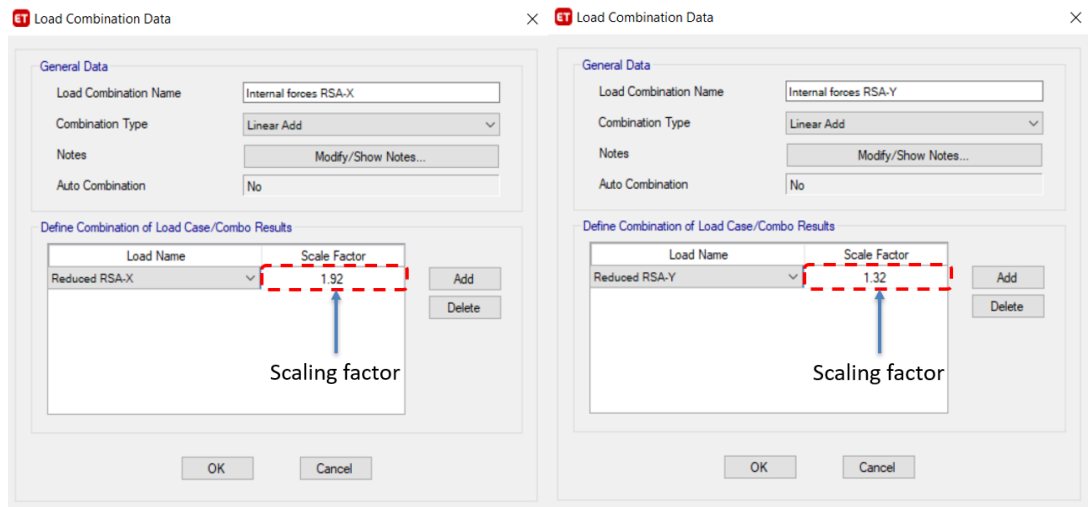 ET Load Combination Data
General Data
Load Combination Name Internal forces RSA-X
Combination Type Linear Add
Notes Modify/Show Notes...
Auto Combination No
Define Combination of Load Case/Combo Results
Load Name Scale Factor
Reduced RSA-X 1.92 Add
Delete
Scaling factor
OK Cancel
ET Load Combination Data
General Data
Load Combination Name Internal forces RSA-Y
Combination Type Linear Add
Notes Modify/Show Notes...
Auto Combination No
Define Combination of Load Case/Combo Results
Load Name Scale Factor
Reduced RSA-Y 1.32 Add
Delete
Scaling factor
OK Cancel